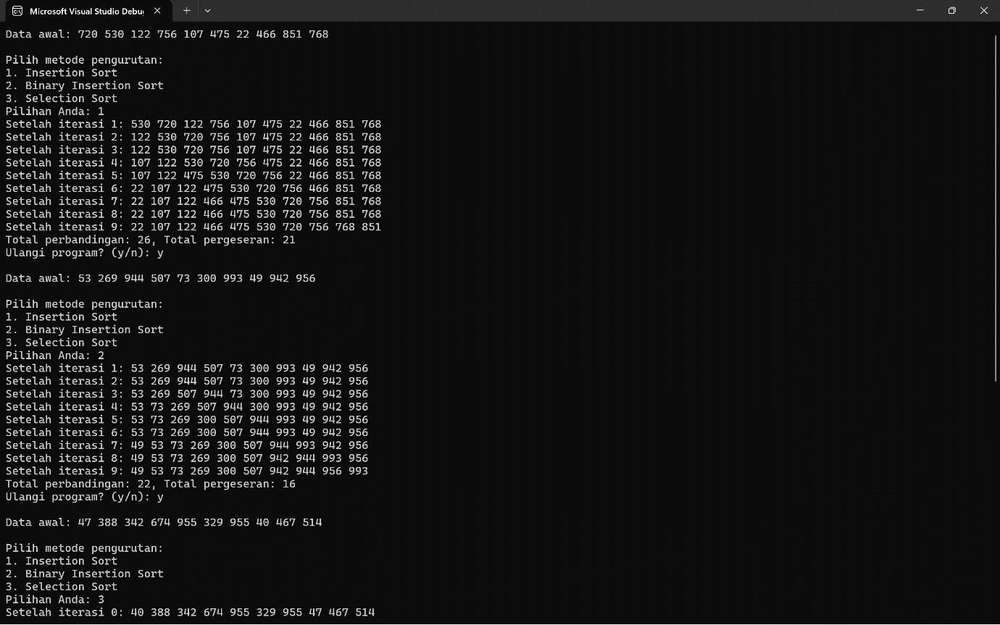 Microsoft Visual Studio Debu
Data awal: 720 530 122 756 107 475 22 466 851 768
Pilih metode pengurutan:
1. Insertion Sort
2. Binary Insertion Sort
3. Selection Sort
Pilihan Anda: 1
Setelah iterasi 1: 530 720 122 756 107 475 22 466 851 768
Setelah iterasi 2: 122 530 720 756 107 475 22 466 851 768
Setelah iterasi 3: 122 530 720 756 107 475 22 466 851 768
Setelah iterasi 4: 107 122 530 720 756 475 22 466 851 768
Setelah iterasi 5: 107 122 475 530 720 756 22 466 851 768
Setelah iterasi 6: 22 107 122 475 530 720 756 466 851 768
Setelah iterasi 7: 22 107 122 466 475 530 720 756 851 768
Setelah iterasi 8: 22 107 122 466 475 530 720 756 851 768
Setelah iterasi 9: 22 107 122 466 475 530 720 756 768 851
Total perbandingan: 26, Total pergeseran: 21
Ulangi program? (y/n): y
Data awal: 53 269 944 507 73 300 993 49 942 956
Pilih metode pengurutan:
1. Insertion Sort
2. Binary Insertion Sort
3. Selection Sort
Pilihan Anda: 2
Setelah iterasi 1: 53 269 944 507 73 300 993 49 942 956
Setelah iterasi 2: 53 269 944 507 73 300 993 49 942 956
Setelah iterasi 3: 53 269 507 944 73 300 993 49 942 956
Setelah iterasi 4: 53 73 269 507 944 300 993 49 942 956
Setelah iterasi 5: 53 73 269 300 507 944 993 49 942 956
Setelah iterasi 6: 53 73 269 300 507 944 993 49 942 956
Setelah iterasi 7: 49 53 73 269 300 507 944 993 942 956
Setelah iterasi 8: 49 53 73 269 300 507 942 944 993 956
Setelah iterasi 9: 49 53 73 269 300 507 942 944 956 993
Total perbandingan: 22, Total pergeseran: 16
Ulangi program? (y/n): y
Data awal: 47 388 342 674 955 329 955 40 467 514
Pilih metode pengurutan:
1. Insertion Sort
2. Binary Insertion Sort
3. Selection Sort
Pilihan Anda: 3
Setelah iterasi 0: 40 388 342 674 955 329 955 47 467 514